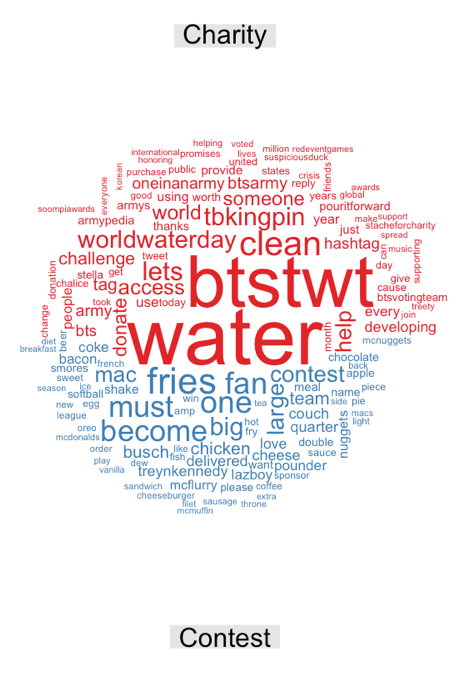 Charity
helping voted
international promises lives million redeventgames
honoring united suspiciousduck
korean purchase public provide states crisis friends
everyone oneinanarmy btsarmy reply awards
good using worth someone years global
soompiawards armys world tbkingpin year pouritforward
armypedia thanks just make support
worldwaterday clean hashtag stacheforcharity
challenge tweet spread
can music supporting
donation stella get lets btstwt day
chalice tag access cause give
people took use today btsvotingteam
change army water every join
bts donate month help developing treety
diet beer coke mcnuggets
breakfast bacon french chocolate
smores mac fries fan contest back
season sweet ice shake large meal apple
softball win one name piece
new egg must amp tea team side pie
league hot couch macs
oreo become big fry quarter light
mcdonalds like chicken love double nuggets
order busch fish cheese sauce
play dew delivered want pounder
vanilla treynkennedy lazboy sponsor
sandwich mcflurry please coffee
cheeseburger sausage extra
filet throne
mcmuffin
Contest